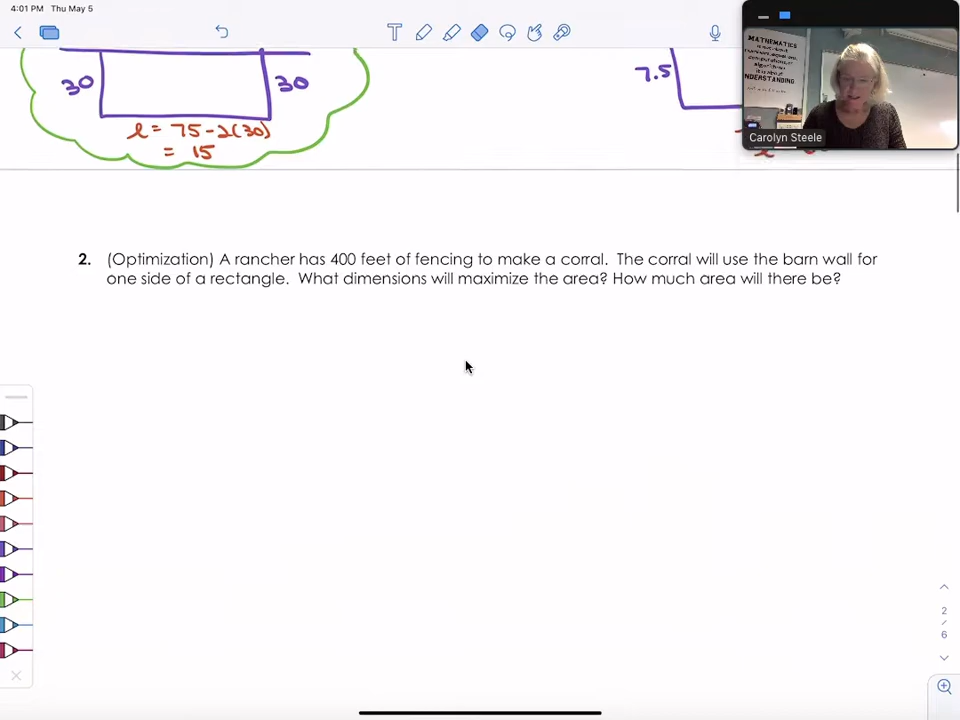 4:01 PM Thu May 5
30
30
l = 75-2(30)
= 15
7.5
MATHEMATICS
UNDERSTANDING
Carolyn Steele
2. (Optimization) A rancher has 400 feet of fencing to make a corral. The corral will use the barn wall for
one side of a rectangle. What dimensions will maximize the area? How much area will there be?
2
/
6